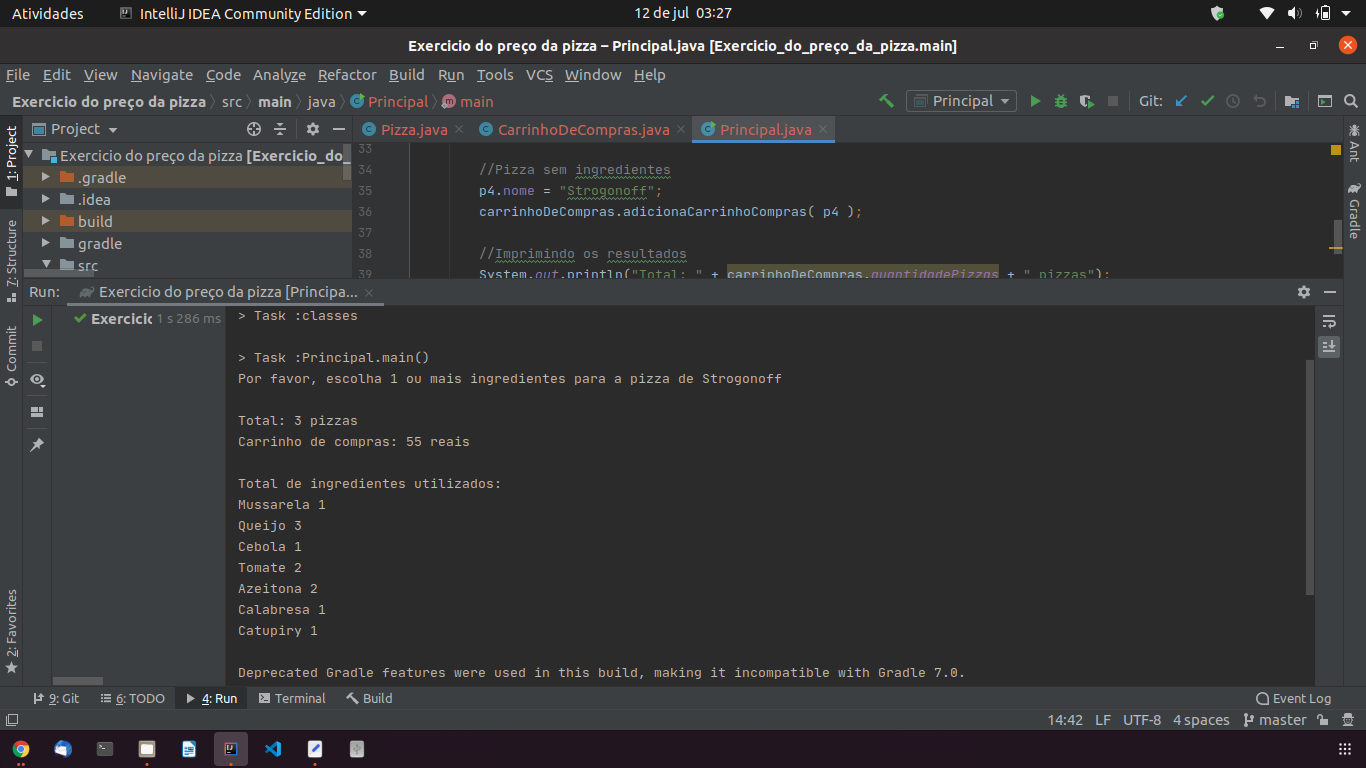 Atividades IntelliJ IDEA Community Edition 12 de jul 03:27
Exercicio do preço da pizza – Principal.java [Exercicio_do_preço_da_pizza.main]
File Edit View Navigate Code Analyze Refactor Build Run Tools VCS Window Help
Exercicio do preço da pizza src main java Principal main Principal Git:
1: Project
Project
Pizza.java CarrinhoDeCompras.java Principal.java
Ant
Exercicio do preço da pizza [Exercicio_do_
.gradle
.idea
build
gradle
src
Gradle
33
34 //Pizza sem ingredientes
35 p4.nome = "Strogonoff";
36 carrinhoDeCompras.adicionaCarrinhoCompras( p4 );
37
38 //Imprimindo os resultados
39 System.out.println("Total: " + carrinhoDeCompras.quantidadePizzas + " pizzas");
7: Structure
Run: Exercicio do preço da pizza [Principa...
Exercicio 1 s 286 ms
Commit
> Task :classes
> Task :Principal.main()
Por favor, escolha 1 ou mais ingredientes para a pizza de Strogonoff
Total: 3 pizzas
Carrinho de compras: 55 reais
Total de ingredientes utilizados:
Mussarela 1
Queijo 3
Cebola 1
Tomate 2
Azeitona 2
Calabresa 1
Catupiry 1
Deprecated Gradle features were used in this build, making it incompatible with Gradle 7.0.
2: Favorites
9: Git 6: TODO 4: Run Terminal Build Event Log
14:42 LF UTF-8 4 spaces master